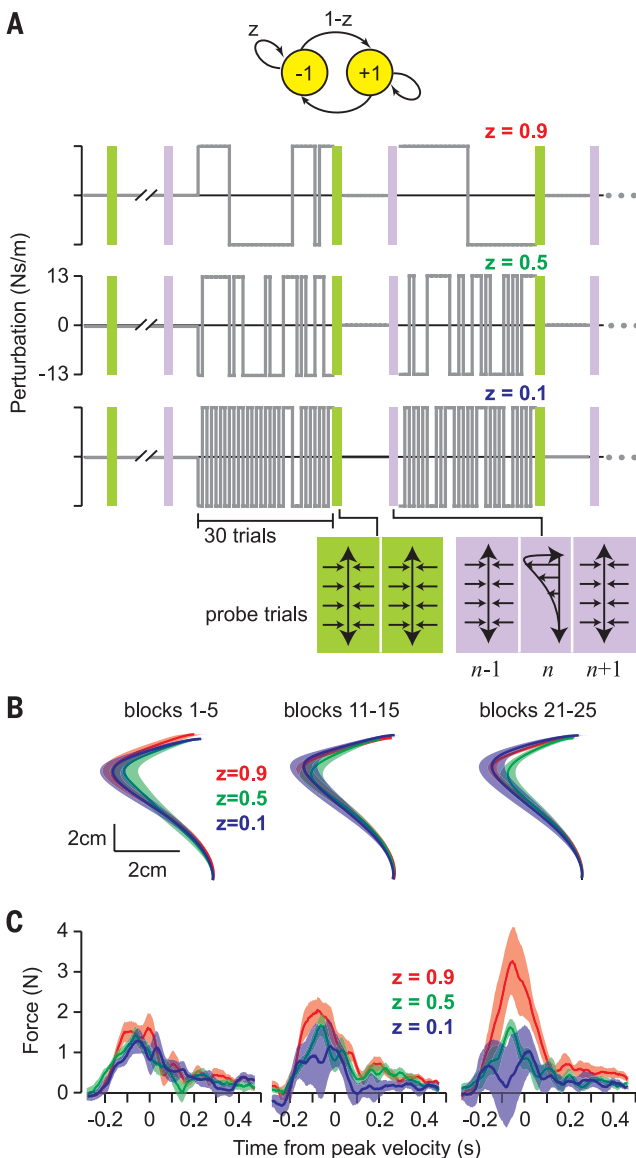 A
z
1-z
-1
+1
z = 0.9
z = 0.5
z = 0.1
Perturbation (Ns/m)
13
0
-13
30 trials
probe trials
n-1
n
n+1
B
blocks 1-5
blocks 11-15
blocks 21-25
z=0.9
z=0.5
z=0.1
2cm
2cm
C
Force (N)
4
3
2
1
0
z = 0.9
z = 0.5
z = 0.1
-0.2 0 0.2 0.4
-0.2 0 0.2 0.4
-0.2 0 0.2 0.4
Time from peak velocity (s)